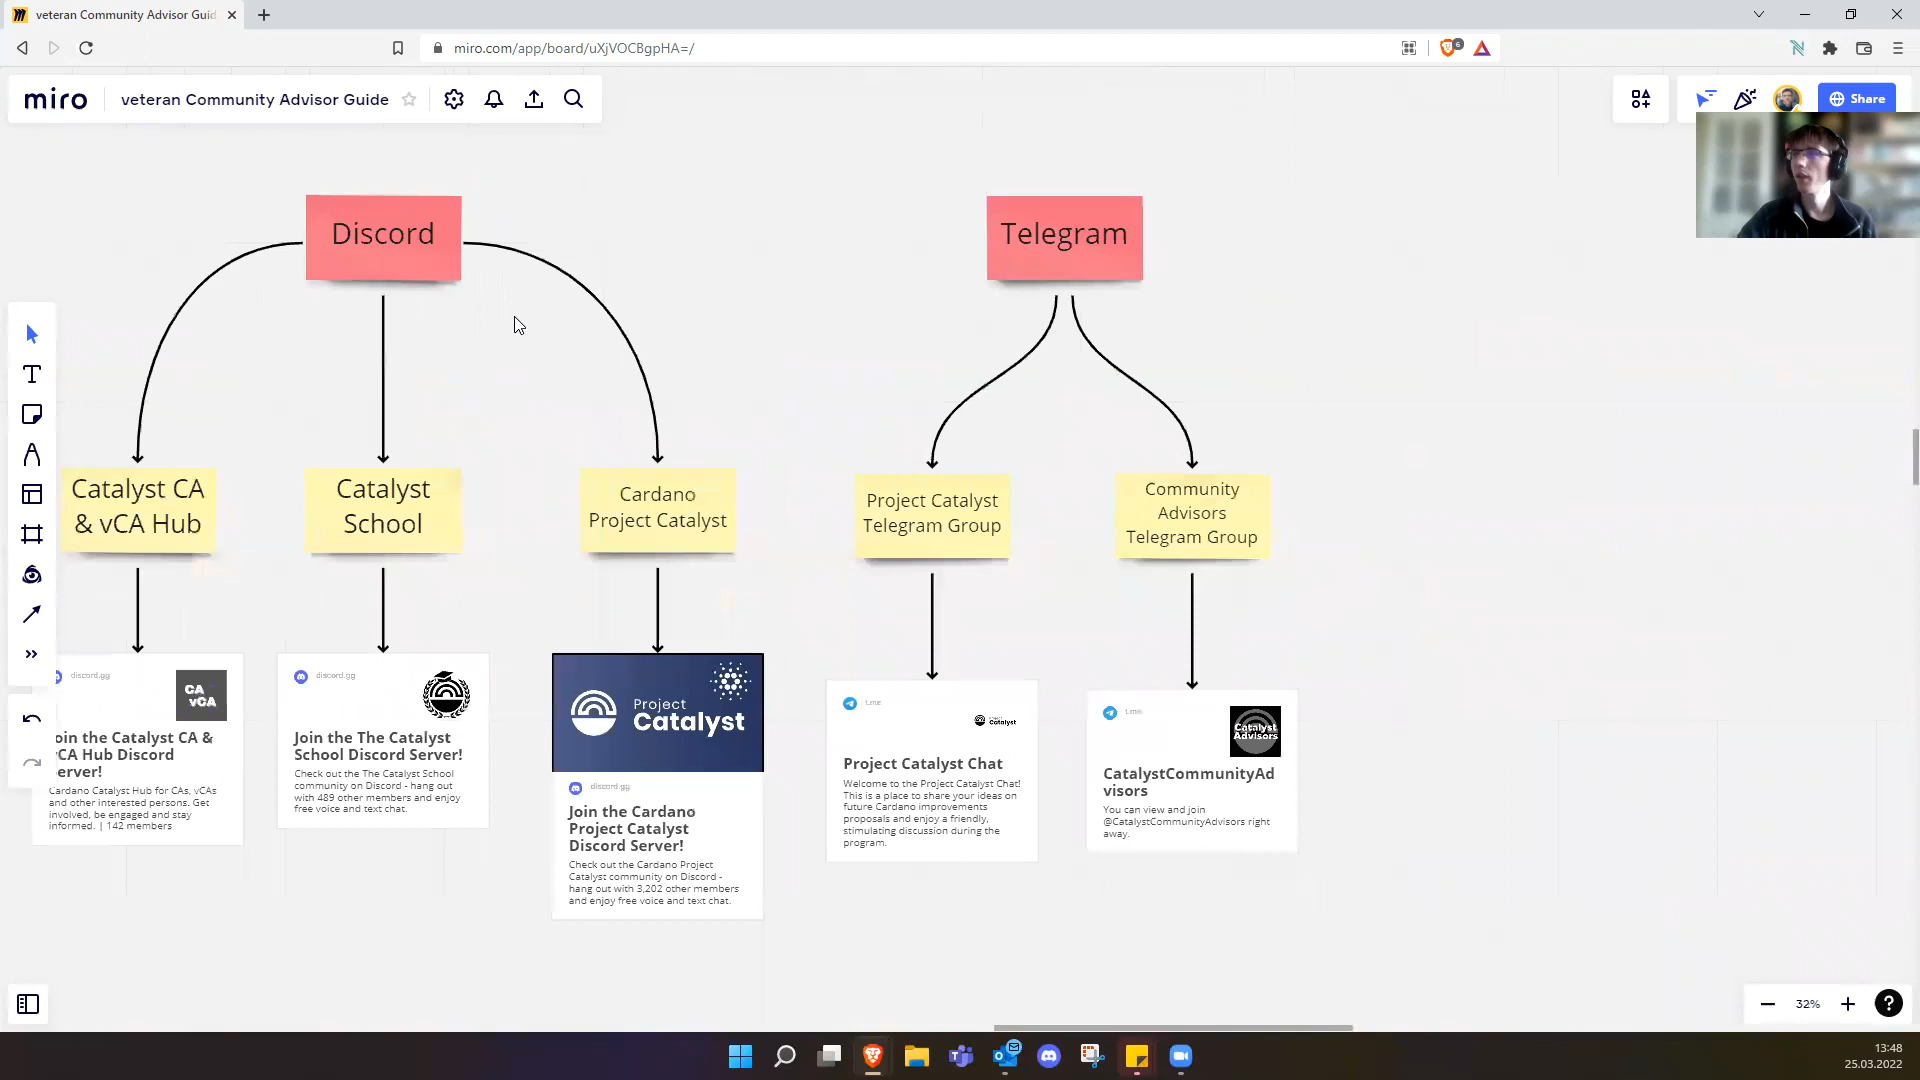 veteran Community Advisor Guid
miro.com/app/board/uXjVOCBgpHA=/
6
miro
veteran Community Advisor Guide
Share
Discord
Telegram
Catalyst CA
& vCA Hub
Catalyst
School
Cardano
Project Catalyst
Project Catalyst
Telegram Group
Community
Advisors
Telegram Group
discord.gg
CA
vCA
Join the Catalyst CA &
vCA Hub Discord
Server!
Cardano Catalyst Hub for CAs, vCAs
and other interested persons. Get
involved, be engaged and stay
informed. | 142 members
discord.gg
Join the The Catalyst
School Discord Server!
Check out the The Catalyst School
community on Discord - hang out
with 489 other members and enjoy
free voice and text chat.
Project
Catalyst
discord.gg
Join the Cardano
Project Catalyst
Discord Server!
Check out the Cardano Project
Catalyst community on Discord -
hang out with 3,202 other members
and enjoy free voice and text chat.
t.me
Project
Catalyst
Project Catalyst Chat
Welcome to the Project Catalyst Chat!
This is a place to share your ideas on
future Cardano improvements
proposals and enjoy a friendly,
stimulating discussion during the
program.
t.me
Catalyst
Advisors
CatalystCommunityAd
visors
You can view and join
@CatalystCommunityAdvisors right
away.
32%
?
13:48
25.03.2022